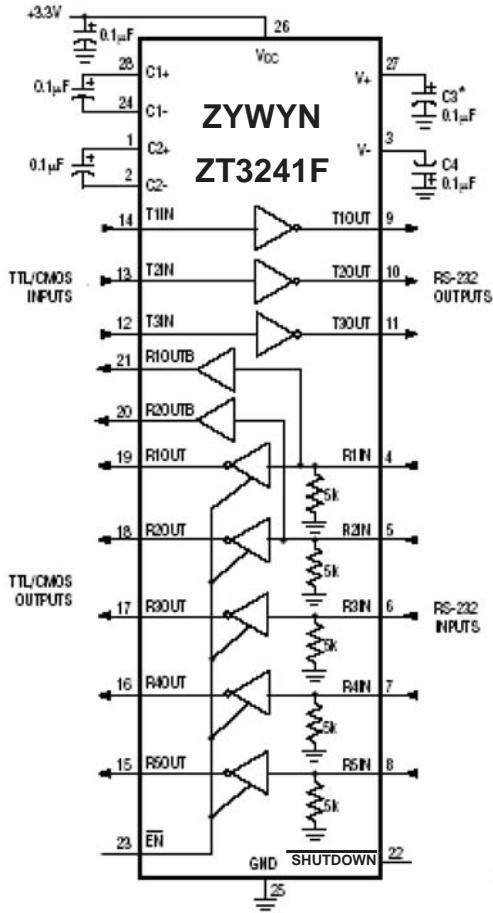 +3.3V
26
0.1µF
VCC
28
C1+
V+
27
0.1µF
C3*
24
C1-
0.1µF
ZYWYN
1
C2+
V-
3
0.1µF
ZT3241F
C4
2
C2-
0.1µF
14 T1IN T1OUT 9
TTL/CMOS
INPUTS
13 T2IN T2OUT 10
RS-232
OUTPUTS
12 T3IN T3OUT 11
21 R1OUTB
20 R2OUTB
19 R1OUT R1IN 4
5k
18 R2OUT R2IN 5
5k
TTL/CMOS
OUTPUTS
17 R3OUT R3IN 6
RS-232
INPUTS
5k
16 R4OUT R4IN 7
5k
15 R5OUT R5IN 8
5k
23 EN
GND
SHUTDOWN 22
25